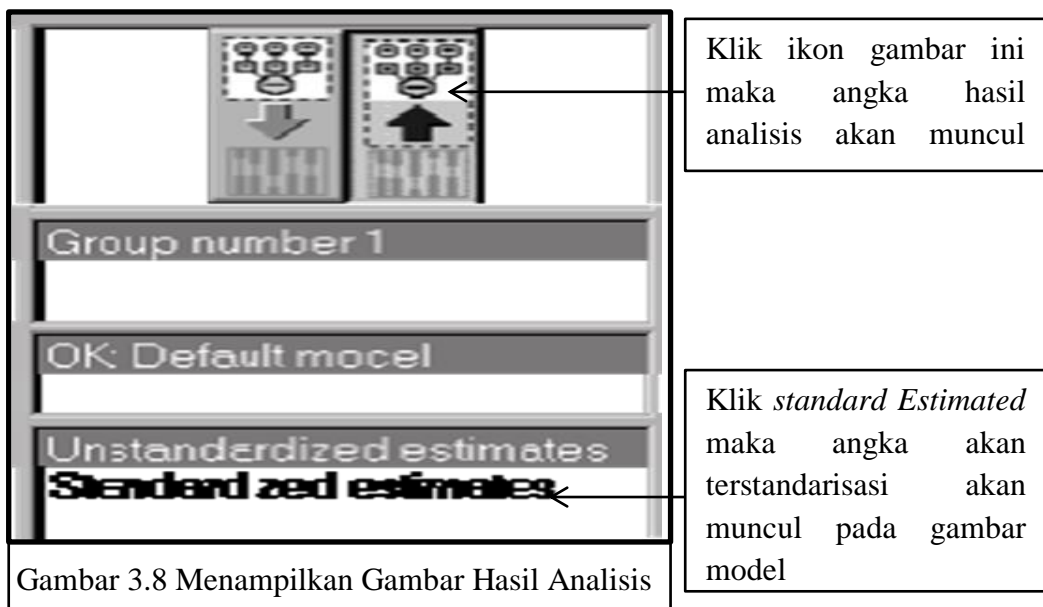 Klik ikon gambar ini
maka angka hasil
analisis akan muncul
Group number 1
OK: Default mocel
Unstanderdized estimates
Standard zed estimates
Klik standard Estimated
maka angka akan
terstandarisasi akan
muncul pada gambar
model
Gambar 3.8 Menampilkan Gambar Hasil Analisis